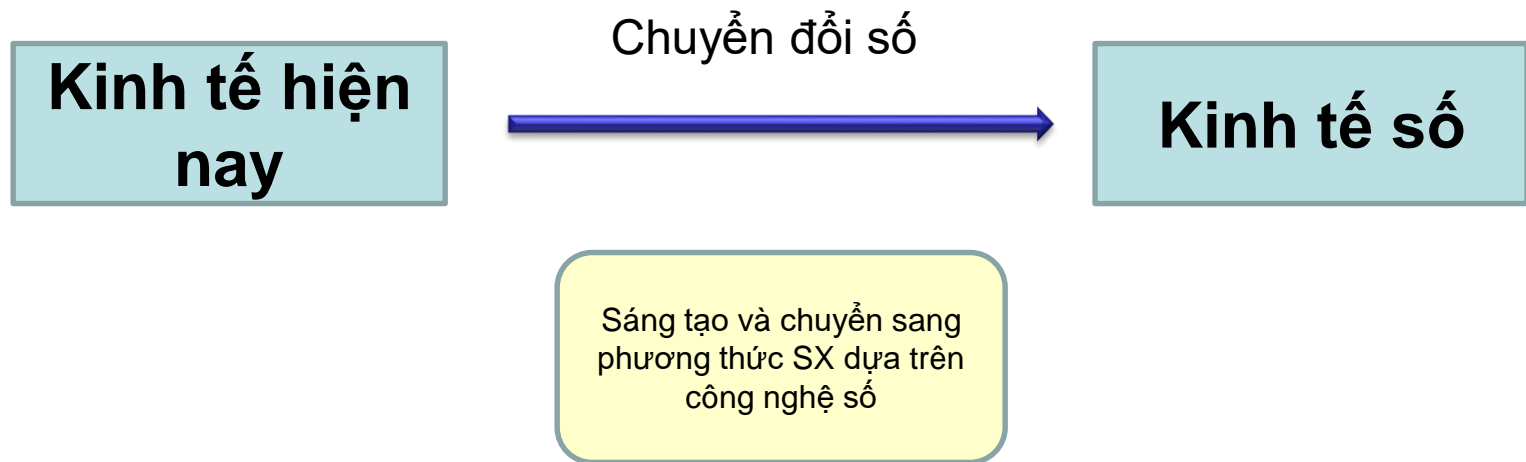 Chuyển đổi số
Kinh tế hiện
nay
Kinh tế số
Sáng tạo và chuyển sang
phương thức SX dựa trên
công nghệ số